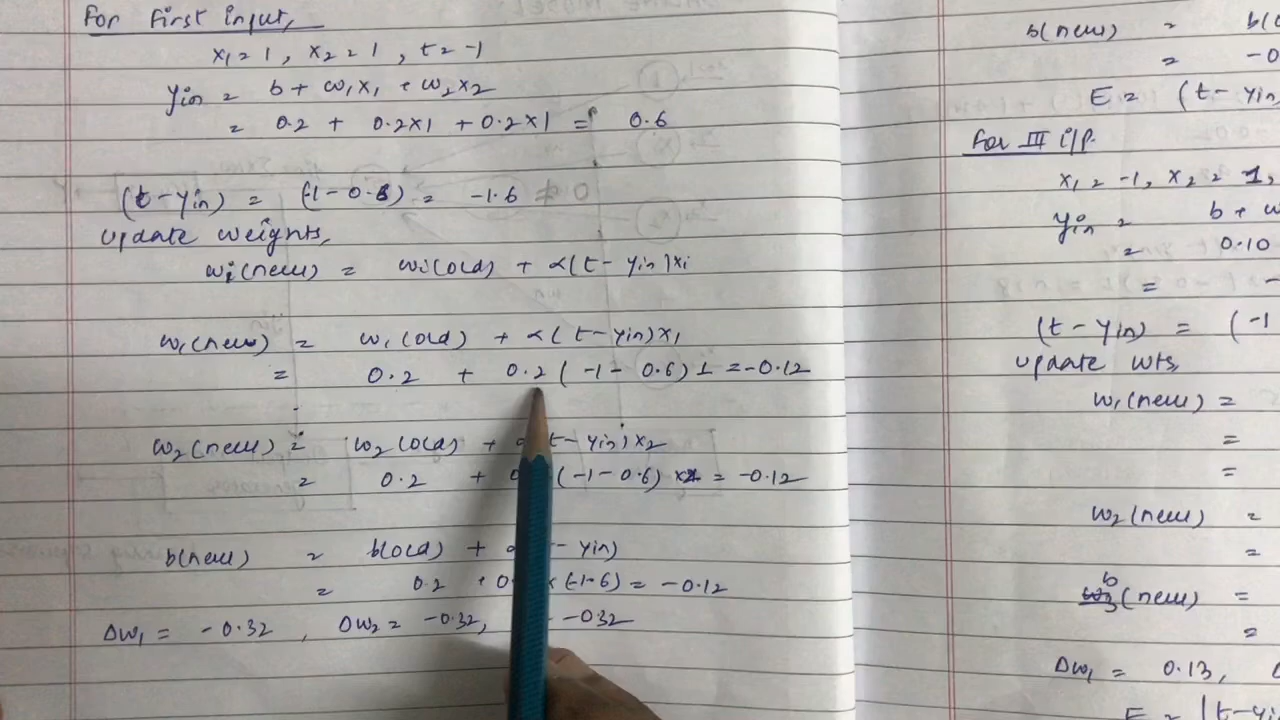 For first input,
x1 = 1, x2 = 1, t = -1
yin = b + w1x1 + w2x2
= 0.2 + 0.2×1 + 0.2×1 = 0.6
(t-yin) = (-1-0.6) = -1.6 ≠ 0
update weights,
wi(new) = wi(old) + α(t-yin)xi
w1(new) = w1(old) + α(t-yin)x1
= 0.2 + 0.2(-1-0.6)1 = -0.12
w2(new) = w2(old) + t-yin)x2
= 0.2 + (-1-0.6)×1 = -0.12
b(new) = b(old) + - yin)
= 0.2 + 0. ×(-1.6) = -0.12
Δw1 = -0.32, Δw2 = -0.32, -032
b(new) =
= -0
E = (t-yin
For III i/p.
x1 = -1, x2 = 1,
yin = b + w
= 0.10
= -
(t-yin) = (-1
update wts,
w1(new) =
=
=
w2(new) =
=
b(new) =
=
Δw1 = 0.13,
E = (t-yi